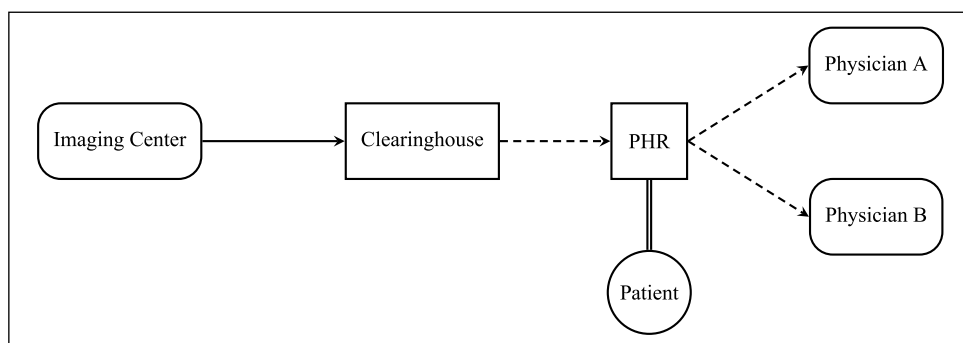 Imaging Center
Clearinghouse
PHR
Physician A
Physician B
Patient